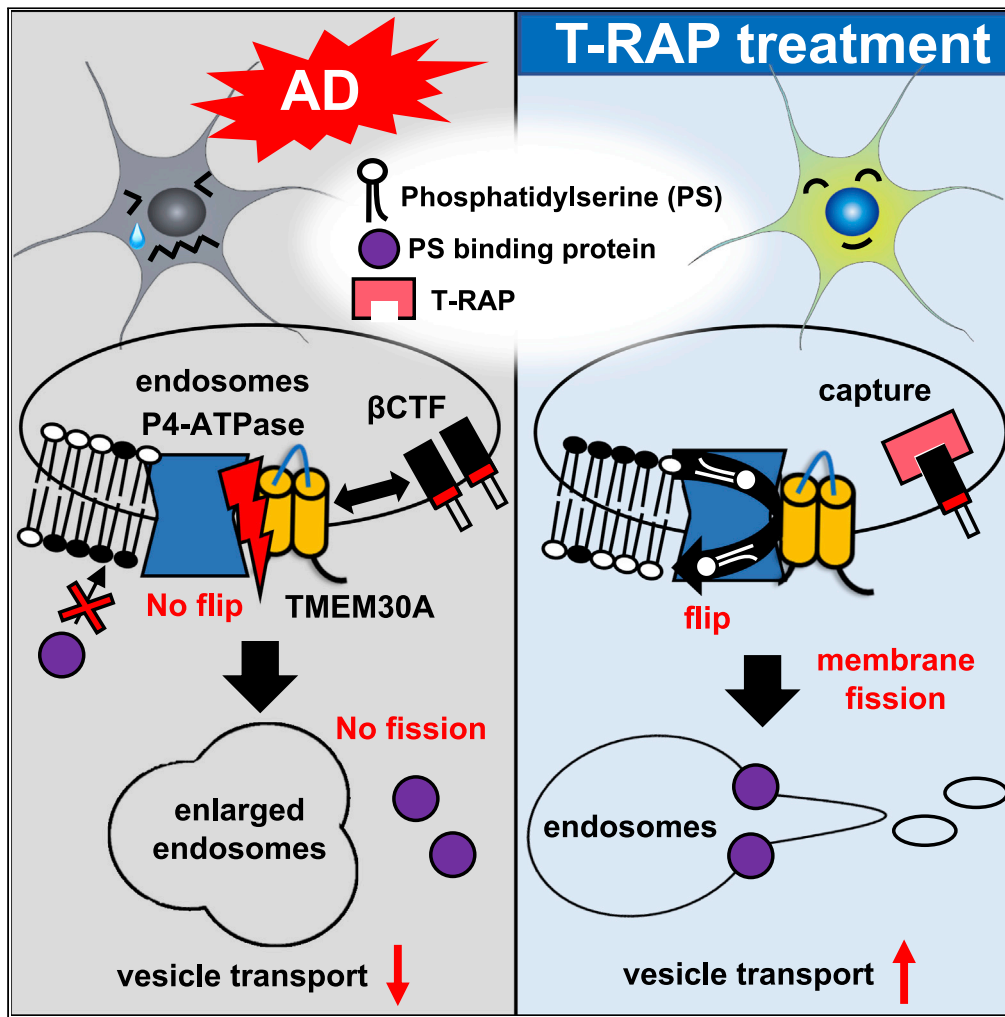 AD
T-RAP treatment
Phosphatidylserine (PS)
PS binding protein
T-RAP
endosomes
P4-ATPase
βCTF
No flip
TMEM30A
No fission
enlarged
endosomes
vesicle transport
capture
flip
membrane
fission
endosomes
vesicle transport